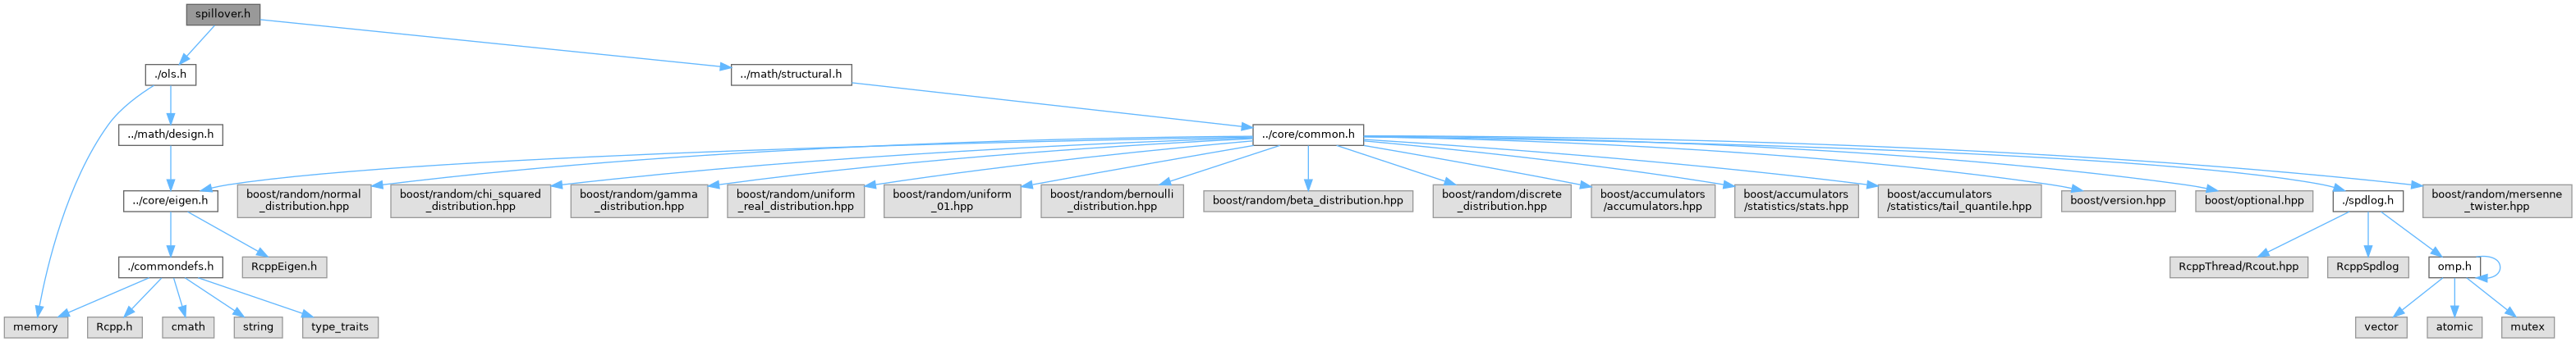 spillover.h
./ols.h
../math/structural.h
../math/design.h
../core/common.h
../core/eigen.h
boost/random/normal
_distribution.hpp
boost/random/chi_squared
_distribution.hpp
boost/random/gamma
_distribution.hpp
boost/random/uniform
_real_distribution.hpp
boost/random/uniform
_01.hpp
boost/random/bernoulli
_distribution.hpp
boost/random/beta_distribution.hpp
boost/random/discrete
_distribution.hpp
boost/accumulators
/accumulators.hpp
boost/accumulators
/statistics/stats.hpp
boost/accumulators
/statistics/tail_quantile.hpp
boost/version.hpp
boost/optional.hpp
./spdlog.h
boost/random/mersenne
_twister.hpp
./commondefs.h
RcppEigen.h
RcppThread/Rcout.hpp
RcppSpdlog
omp.h
memory
Rcpp.h
cmath
string
type_traits
vector
atomic
mutex